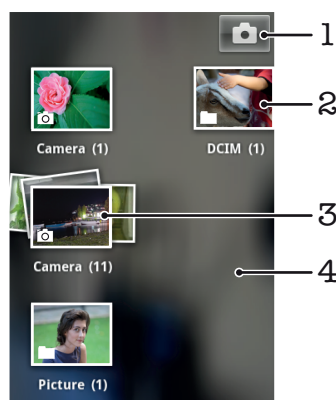 1
2
Camera (1)
DCIM (1)
3
Camera (11)
4
Picture (1)